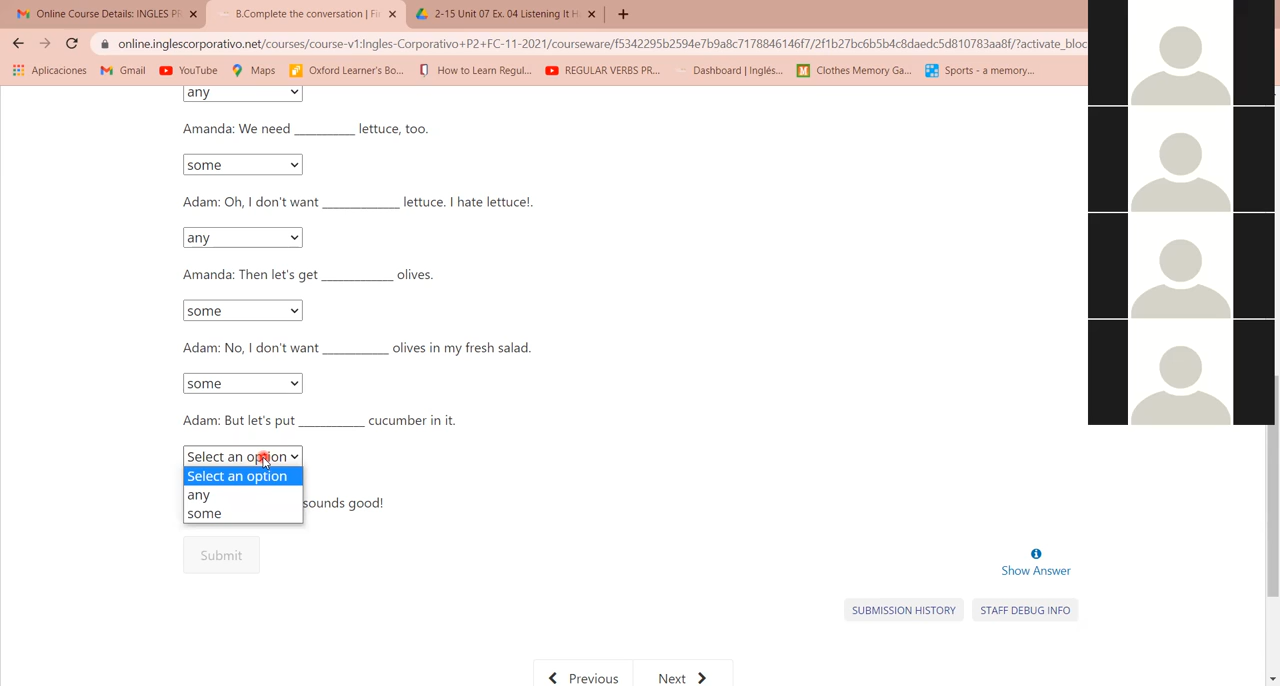 Online Course Details: INGLES PR
B.Complete the conversation | Fi
2-15 Unit 07 Ex. 04 Listening It H
online.inglescorporativo.net/courses/course-v1:Ingles-Corporativo+P2+FC-11-2021/courseware/f5342295b2594e7b9a8c7178846146f7/2f1b27bc6b5b4c8daedc5d810783aa8f/?activate_bloc
Aplicaciones
Gmail
YouTube
Maps
Oxford Learner's Bo...
How to Learn Regul...
REGULAR VERBS PR...
Dashboard | Inglés...
Clothes Memory Ga...
Sports - a memory...
any
Amanda: We need __________ lettuce, too.
some
Adam: Oh, I don't want _____________ lettuce. I hate lettuce!.
any
Amanda: Then let's get ____________ olives.
some
Adam: No, I don't want ___________ olives in my fresh salad.
some
Adam: But let's put ___________ cucumber in it.
Select an option
Select an option
any
some
sounds good!
Submit
Show Answer
SUBMISSION HISTORY
STAFF DEBUG INFO
Previous
Next